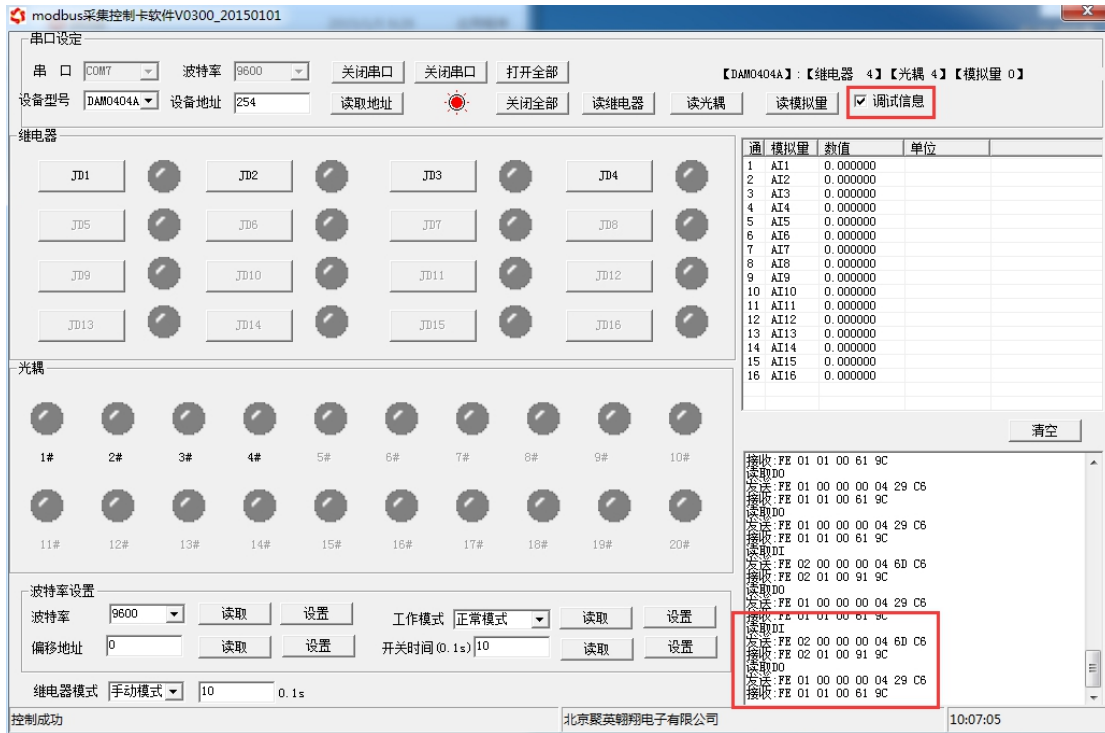 modbus采集控制卡软件V0300_20150101
串口设定
串 口 COM7 波特率 9600 关闭串口 关闭串口 打开全部 【DAM0404A】:【继电器 4】【光耦 4】【模拟量 0】
设备型号 DAM0404A 设备地址 254 读取地址 关闭全部 读继电器 读光耦 读模拟量 调试信息
继电器
JD1 JD2 JD3 JD4
JD5 JD6 JD7 JD8
JD9 JD10 JD11 JD12
JD13 JD14 JD15 JD16
通 模拟量 数值 单位
1 AI1 0.000000
2 AI2 0.000000
3 AI3 0.000000
4 AI4 0.000000
5 AI5 0.000000
6 AI6 0.000000
7 AI7 0.000000
8 AI8 0.000000
9 AI9 0.000000
10 AI10 0.000000
11 AI11 0.000000
12 AI12 0.000000
13 AI13 0.000000
14 AI14 0.000000
15 AI15 0.000000
16 AI16 0.000000
光耦
1# 2# 3# 4# 5# 6# 7# 8# 9# 10#
11# 12# 13# 14# 15# 16# 17# 18# 19# 20#
清空
接收:FE 01 01 00 61 9C
读取DO
发送:FE 01 00 00 00 04 29 C6
接收:FE 01 01 00 61 9C
读取DO
发送:FE 01 00 00 00 04 29 C6
接收:FE 01 01 00 61 9C
读取DI
发送:FE 02 00 00 00 04 6D C6
接收:FE 02 01 00 91 9C
读取DO
发送:FE 01 00 00 00 04 29 C6
接收:FE 01 01 00 61 9C
读取DI
发送:FE 02 00 00 00 04 6D C6
接收:FE 02 01 00 91 9C
读取DO
发送:FE 01 00 00 00 04 29 C6
接收:FE 01 01 00 61 9C
波特率设置
波特率 9600 读取 设置 工作模式 正常模式 读取 设置
偏移地址 0 读取 设置 开关时间(0.1s) 10 读取 设置
继电器模式 手动模式 10 0.1s
控制成功 北京聚英翱翔电子有限公司 10:07:05